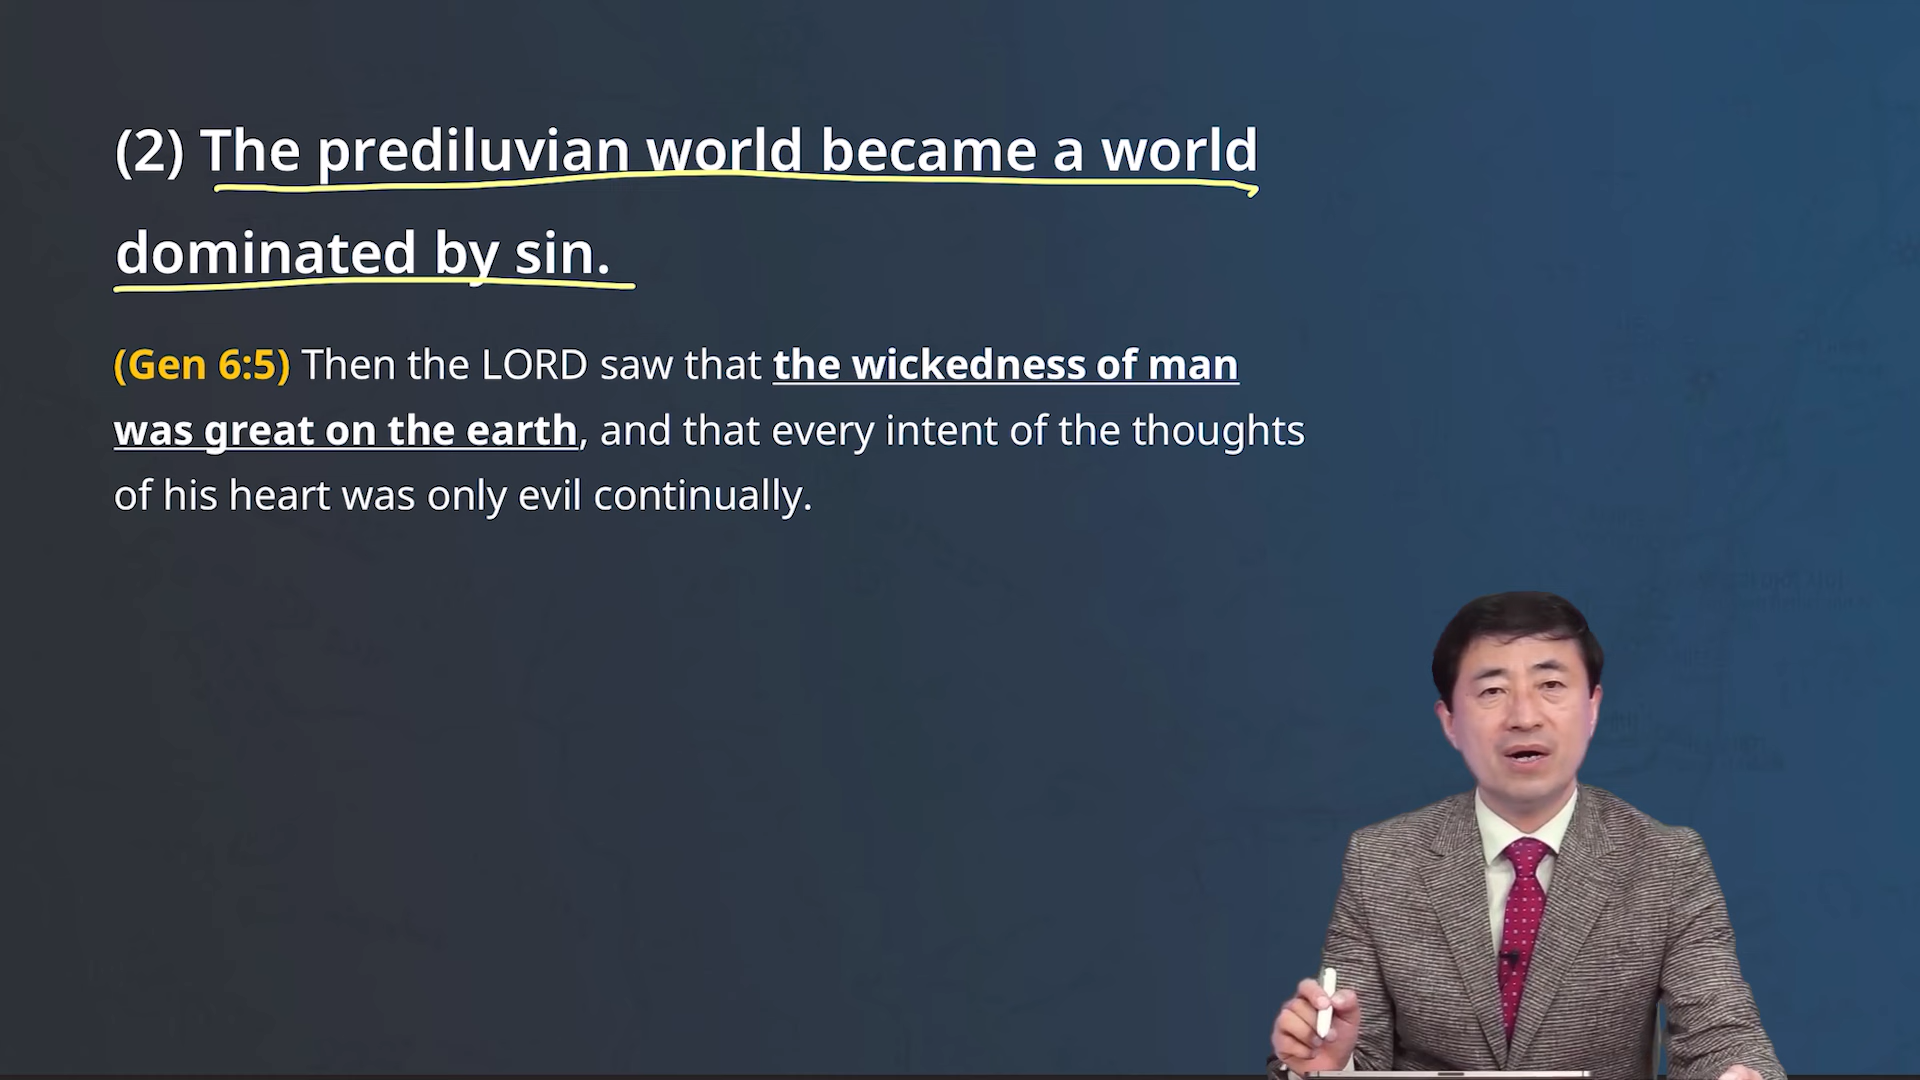 (2) The prediluvian world became a world
dominated by sin.
(Gen 6:5) Then the LORD saw that the wickedness of man
was great on the earth, and that every intent of the thoughts
of his heart was only evil continually.